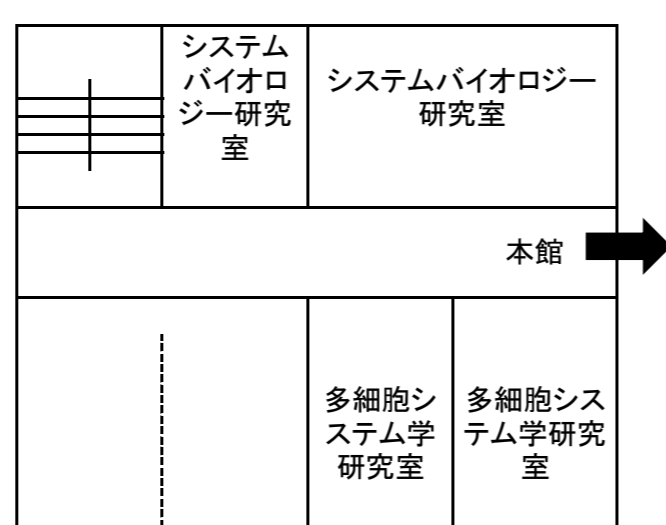 システム
バイオロ
ジー研究
室
システムバイオロジー
研究室
本館
多細胞シ
ステム学
研究室
多細胞シス
テム学研究
室